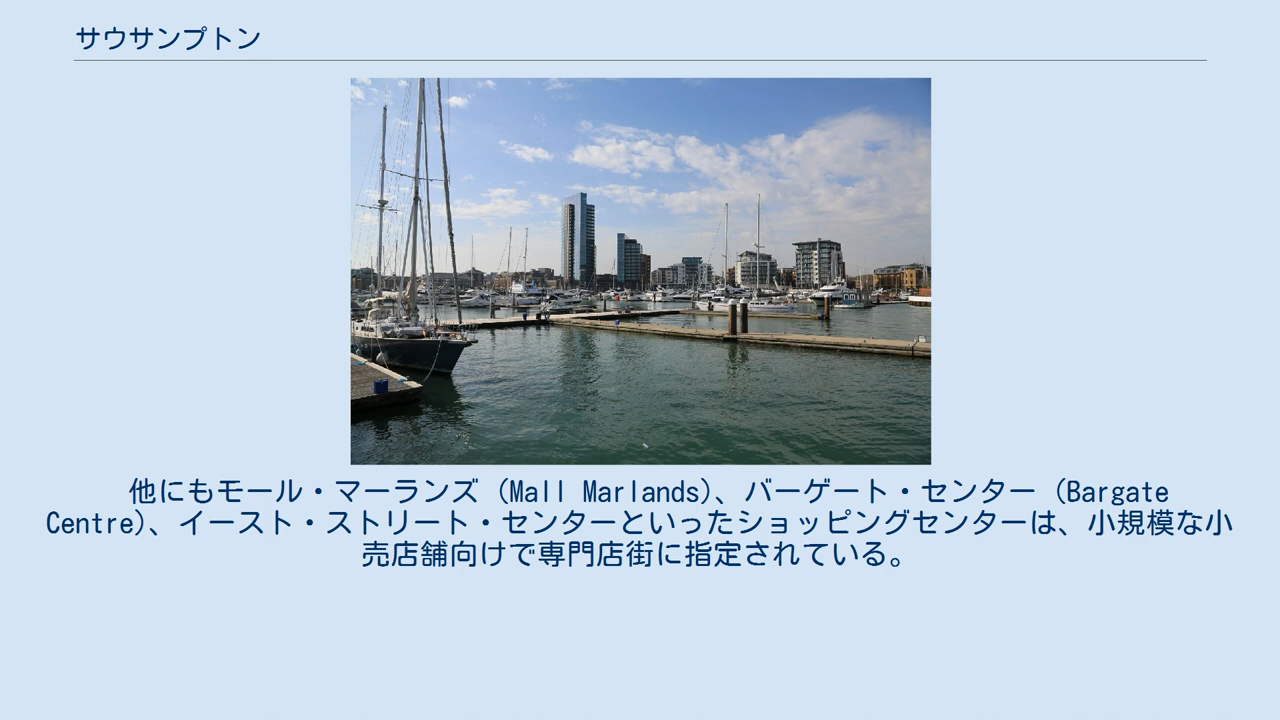 サウサンプトン
他にもモール・マーランズ (Mall Marlands)、バーゲート・センター (Bargate
Centre)、イースト・ストリート・センターといったショッピングセンターは、小規模な小
売店舗向けで専門店街に指定されている。